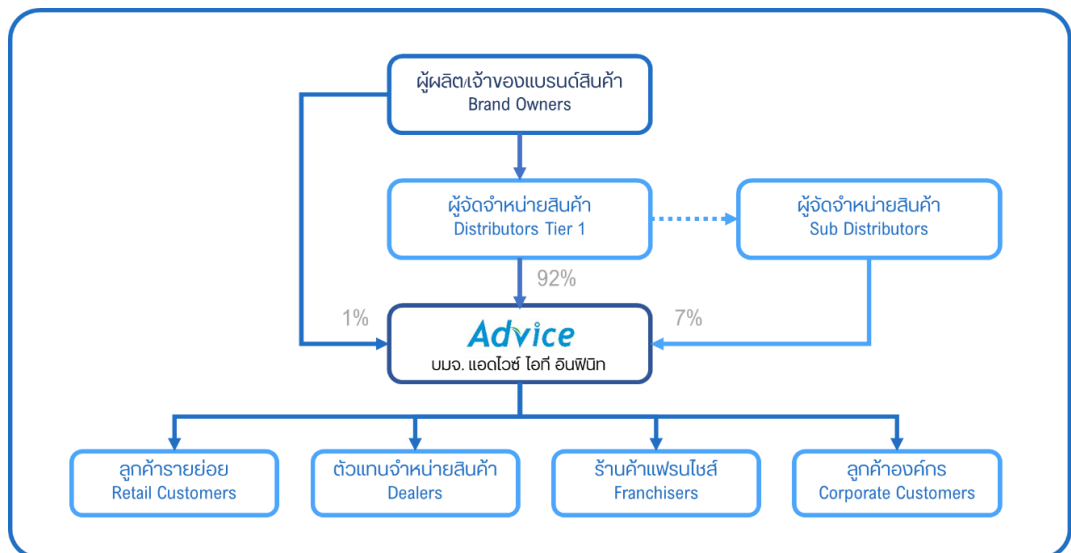 ผู้ผลิต/เจ้าของแบรนด์สินค้า
Brand Owners
ผู้จัดจำหน่ายสินค้า
Distributors Tier 1
ผู้จัดจำหน่ายสินค้า
Sub Distributors
92%
1%
7%
Advice
บมจ. แอดไวซ์ ไอที อินฟินิท
ลูกค้ารายย่อย
Retail Customers
ตัวแทนจำหน่ายสินค้า
Dealers
ร้านค้าแฟรนไชส์
Franchisers
ลูกค้าองค์กร
Corporate Customers